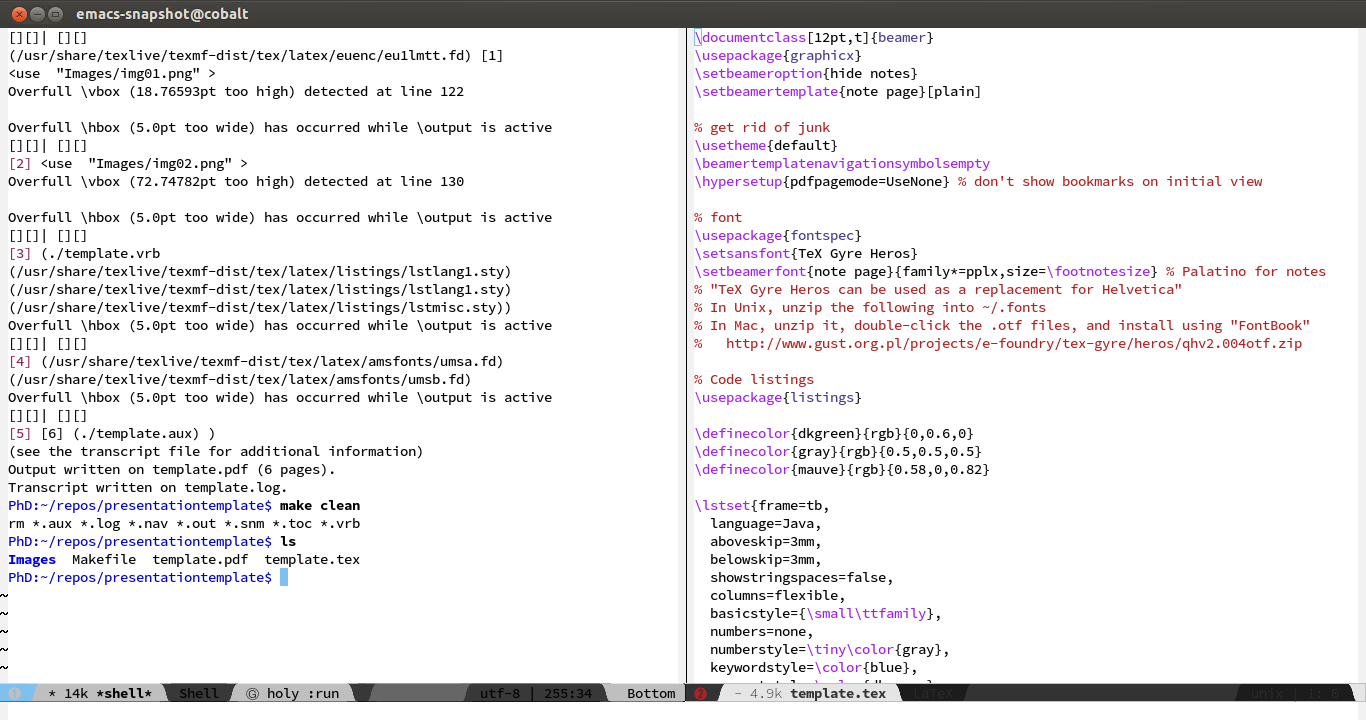 emacs-snapshot@cobalt
[][]| [][]
(/usr/share/texlive/texmf-dist/tex/latex/euenc/eu1lmtt.fd) [1]
<use  "Images/img01.png" >
Overfull \vbox (18.76593pt too high) detected at line 122
Overfull \hbox (5.0pt too wide) has occurred while \output is active
[][]| [][]
[2] <use  "Images/img02.png" >
Overfull \vbox (72.74782pt too high) detected at line 130
Overfull \hbox (5.0pt too wide) has occurred while \output is active
[][]| [][]
[3] (./template.vrb
(/usr/share/texlive/texmf-dist/tex/latex/listings/lstlang1.sty)
(/usr/share/texlive/texmf-dist/tex/latex/listings/lstlang1.sty)
(/usr/share/texlive/texmf-dist/tex/latex/listings/lstmisc.sty))
Overfull \hbox (5.0pt too wide) has occurred while \output is active
[][]| [][]
[4] (/usr/share/texlive/texmf-dist/tex/latex/amsfonts/umsa.fd)
(/usr/share/texlive/texmf-dist/tex/latex/amsfonts/umsb.fd)
Overfull \hbox (5.0pt too wide) has occurred while \output is active
[][]| [][]
[5] [6] (./template.aux) )
(see the transcript file for additional information)
Output written on template.pdf (6 pages).
Transcript written on template.log.
PhD:~/repos/presentationtemplate$ make clean
rm *.aux *.log *.nav *.out *.snm *.toc *.vrb
PhD:~/repos/presentationtemplate$ ls
Images  Makefile  template.pdf  template.tex
PhD:~/repos/presentationtemplate$
~
~
~
~
~
1 * 14k *shell* Shell Ⓖ holy :run utf-8 | 255:34 Bottom
\documentclass[12pt,t]{beamer}
\usepackage{graphicx}
\setbeameroption{hide notes}
\setbeamertemplate{note page}[plain]
% get rid of junk
\usetheme{default}
\beamertemplatenavigationsymbolsempty
\hypersetup{pdfpagemode=UseNone} % don't show bookmarks on initial view
% font
\usepackage{fontspec}
\setsansfont{TeX Gyre Heros}
\setbeamerfont{note page}{family*=pplx,size=\footnotesize} % Palatino for notes
% "TeX Gyre Heros can be used as a replacement for Helvetica"
% In Unix, unzip the following into ~/.fonts
% In Mac, unzip it, double-click the .otf files, and install using "FontBook"
%   http://www.gust.org.pl/projects/e-foundry/tex-gyre/heros/qhv2.004otf.zip
% Code listings
\usepackage{listings}
\definecolor{dkgreen}{rgb}{0,0.6,0}
\definecolor{gray}{rgb}{0.5,0.5,0.5}
\definecolor{mauve}{rgb}{0.58,0,0.82}
\lstset{frame=tb,
  language=Java,
  aboveskip=3mm,
  belowskip=3mm,
  showstringspaces=false,
  columns=flexible,
  basicstyle={\small\ttfamily},
  numbers=none,
  numberstyle=\tiny\color{gray},
  keywordstyle=\color{blue},
2 - 4.9k template.tex LaTeX unix | 1: 0